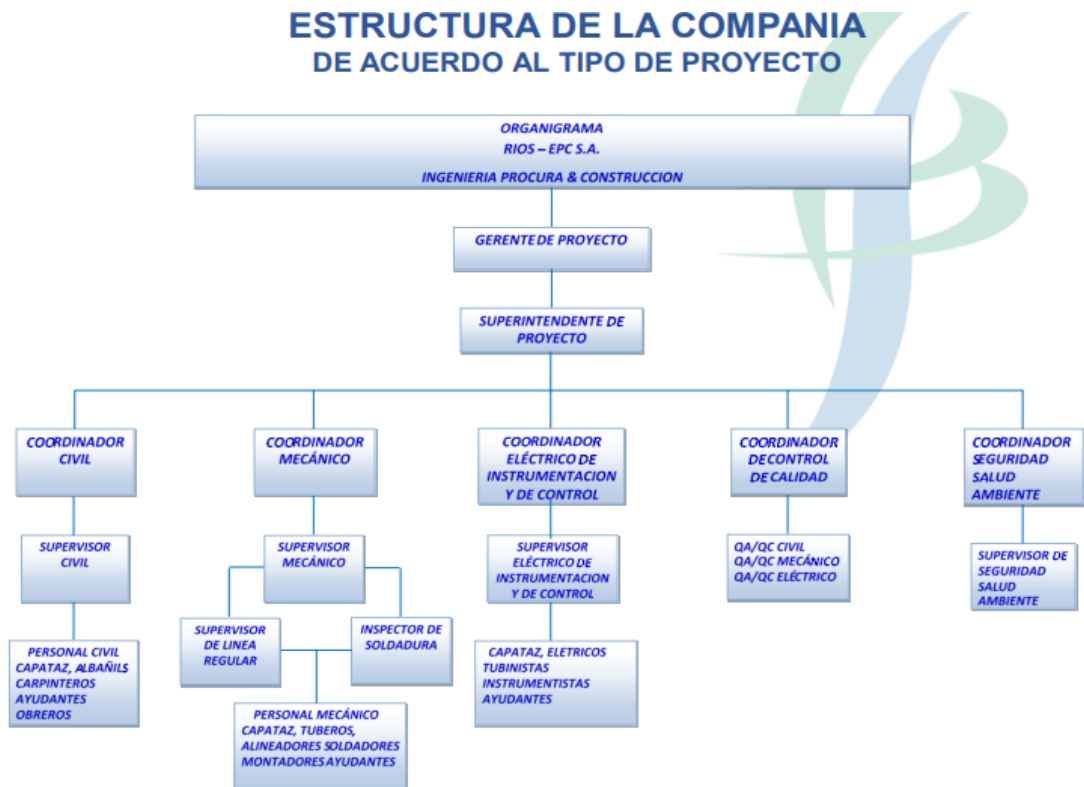 ESTRUCTURA DE LA COMPANIA
DE ACUERDO AL TIPO DE PROYECTO
ORGANIGRAMA
RIOS – EPC S.A.
INGENIERIA PROCURA & CONSTRUCCION
GERENTE DE PROYECTO
SUPERINTENDENTE DE
PROYECTO
COORDINADOR
CIVIL
COORDINADOR
MECÁNICO
COORDINADOR
ELÉCTRICO DE
INSTRUMENTACION
Y DE CONTROL
COORDINADOR
DE CONTROL
DE CALIDAD
COORDINADOR
SEGURIDAD
SALUD
AMBIENTE
SUPERVISOR
CIVIL
SUPERVISOR
MECÁNICO
SUPERVISOR
ELÉCTRICO DE
INSTRUMENTACION
Y DE CONTROL
QA/QC CIVIL
QA/QC MECÁNICO
QA/QC ELÉCTRICO
SUPERVISOR DE
SEGURIDAD
SALUD
AMBIENTE
SUPERVISOR
DE LINEA
REGULAR
INSPECTOR DE
SOLDADURA
PERSONAL CIVIL
CAPATAZ, ALBAÑILS
CARPINTEROS
AYUDANTES
OBREROS
CAPATAZ, ELETRICOS
TUBINISTAS
INSTRUMENTISTAS
AYUDANTES
PERSONAL MECÁNICO
CAPATAZ, TUBEROS,
ALINEADORES SOLDADORES
MONTADORES AYUDANTES